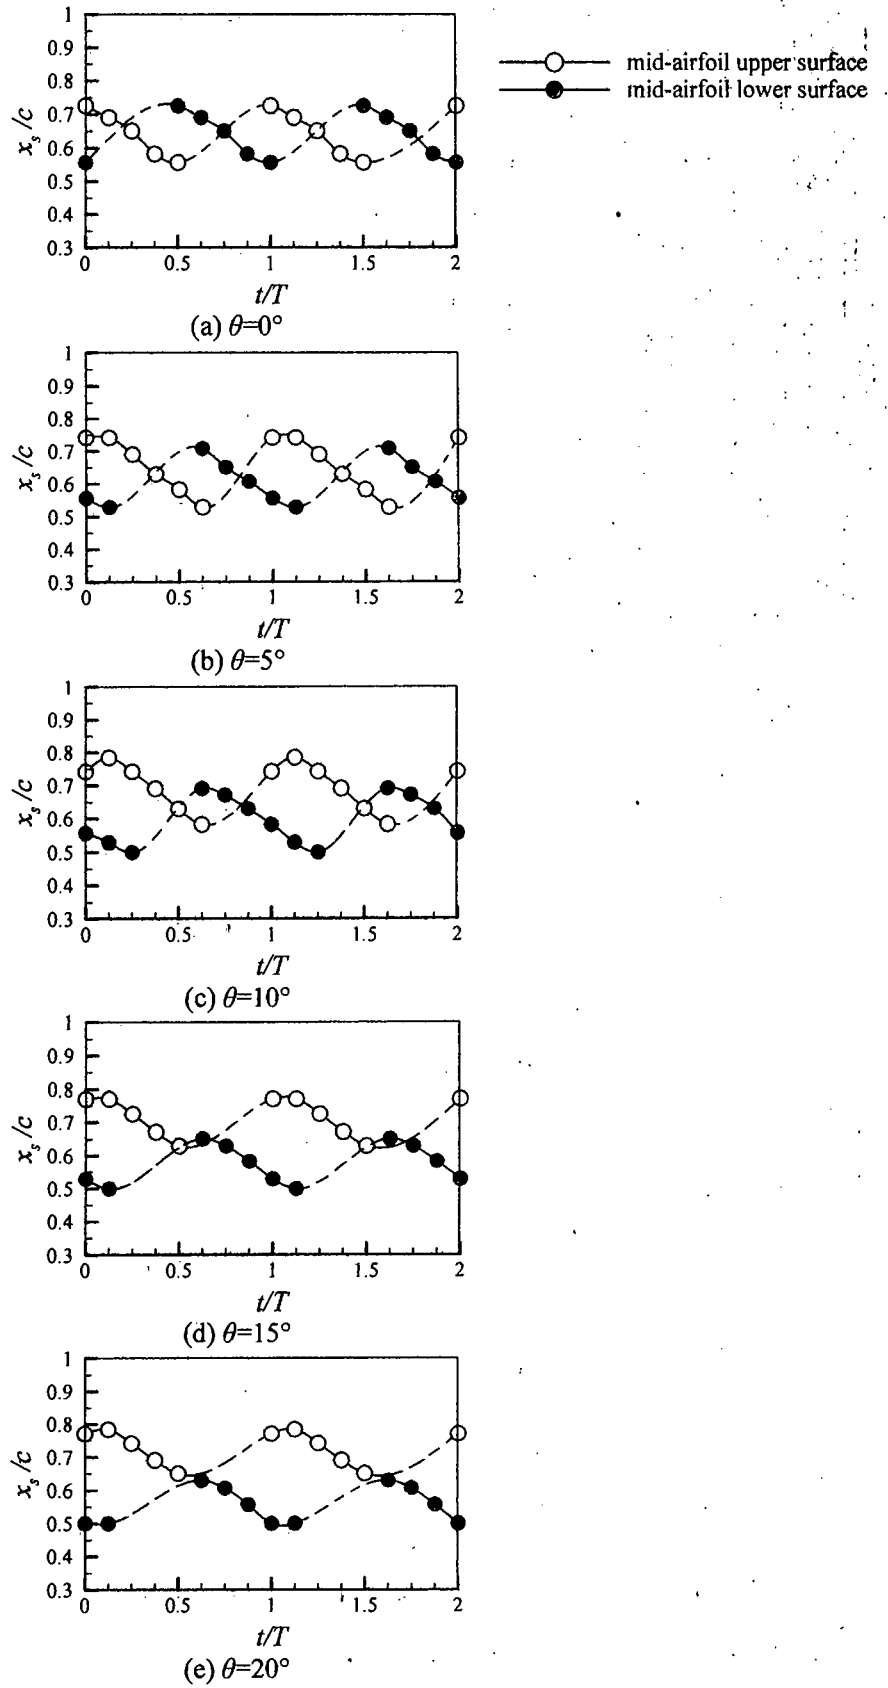 mid-airfoil upper surface
mid-airfoil lower surface
1
0.9
0.8
0.7
0.6
0.5
0.4
0.3
x_s/c
0 0.5 1 1.5 2
t/T
(a) θ=0°
1
0.9
0.8
0.7
0.6
0.5
0.4
0.3
x_s/c
0 0.5 1 1.5 2
t/T
(b) θ=5°
1
0.9
0.8
0.7
0.6
0.5
0.4
0.3
x_s/c
0 0.5 1 1.5 2
t/T
(c) θ=10°
1
0.9
0.8
0.7
0.6
0.5
0.4
0.3
x_s/c
0 0.5 1 1.5 2
t/T
(d) θ=15°
1
0.9
0.8
0.7
0.6
0.5
0.4
0.3
x_s/c
0 0.5 1 1.5 2
t/T
(e) θ=20°